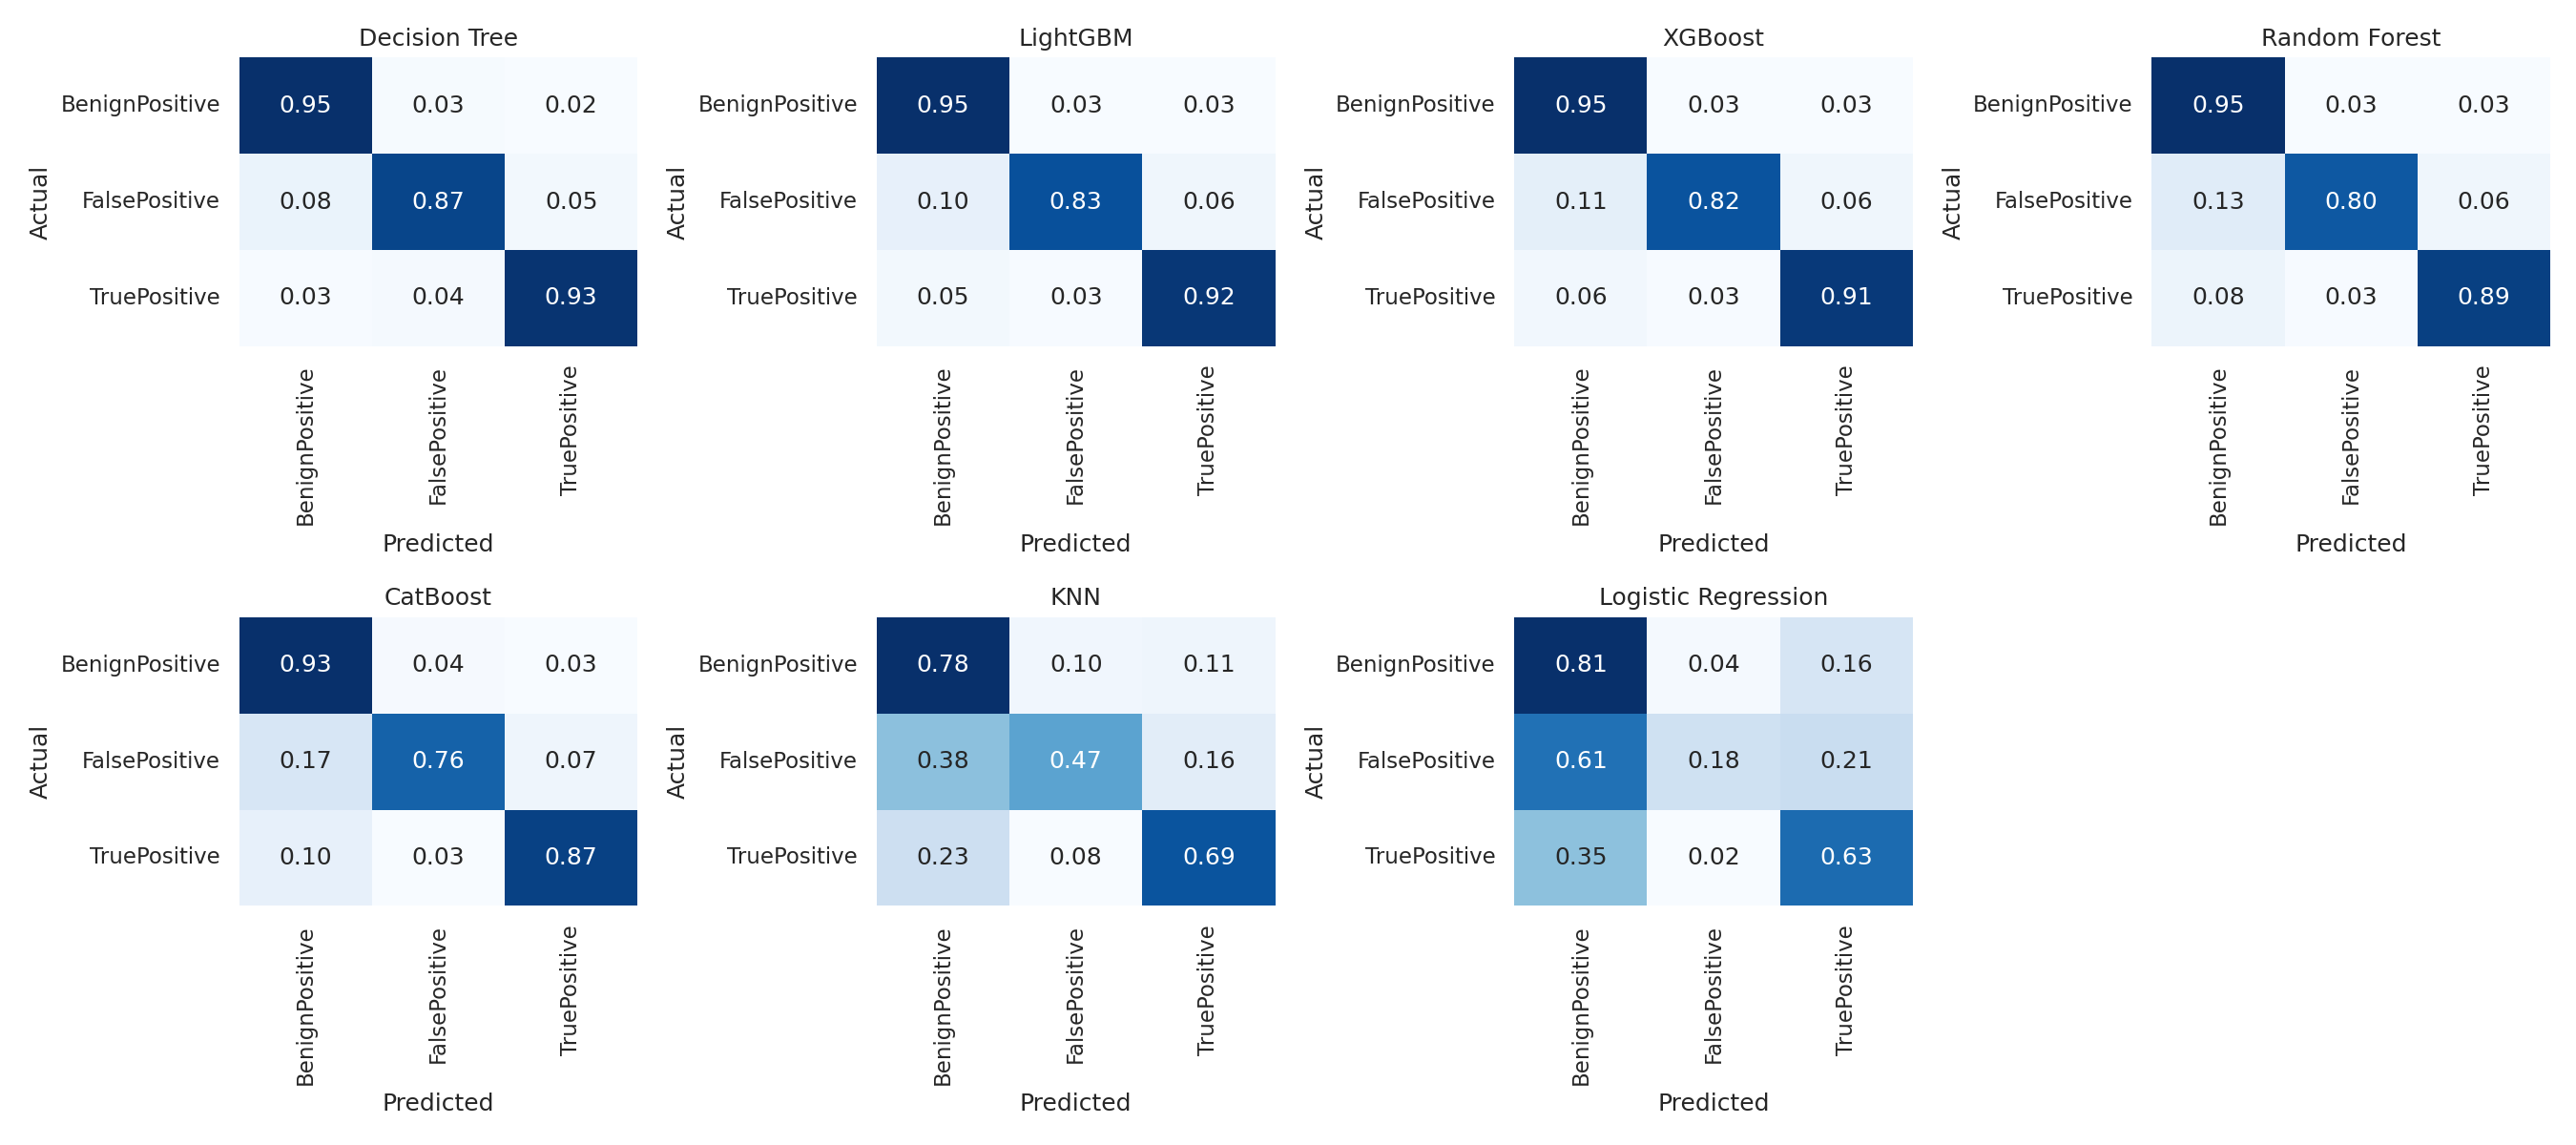 Decision Tree
BenignPositive 0.95 0.03 0.02
FalsePositive 0.08 0.87 0.05
TruePositive 0.03 0.04 0.93
Actual
BenignPositive FalsePositive TruePositive
Predicted
LightGBM
BenignPositive 0.95 0.03 0.03
FalsePositive 0.10 0.83 0.06
TruePositive 0.05 0.03 0.92
Actual
BenignPositive FalsePositive TruePositive
Predicted
XGBoost
BenignPositive 0.95 0.03 0.03
FalsePositive 0.11 0.82 0.06
TruePositive 0.06 0.03 0.91
Actual
BenignPositive FalsePositive TruePositive
Predicted
Random Forest
BenignPositive 0.95 0.03 0.03
FalsePositive 0.13 0.80 0.06
TruePositive 0.08 0.03 0.89
Actual
BenignPositive FalsePositive TruePositive
Predicted
CatBoost
BenignPositive 0.93 0.04 0.03
FalsePositive 0.17 0.76 0.07
TruePositive 0.10 0.03 0.87
Actual
BenignPositive FalsePositive TruePositive
Predicted
KNN
BenignPositive 0.78 0.10 0.11
FalsePositive 0.38 0.47 0.16
TruePositive 0.23 0.08 0.69
Actual
BenignPositive FalsePositive TruePositive
Predicted
Logistic Regression
BenignPositive 0.81 0.04 0.16
FalsePositive 0.61 0.18 0.21
TruePositive 0.35 0.02 0.63
Actual
BenignPositive FalsePositive TruePositive
Predicted